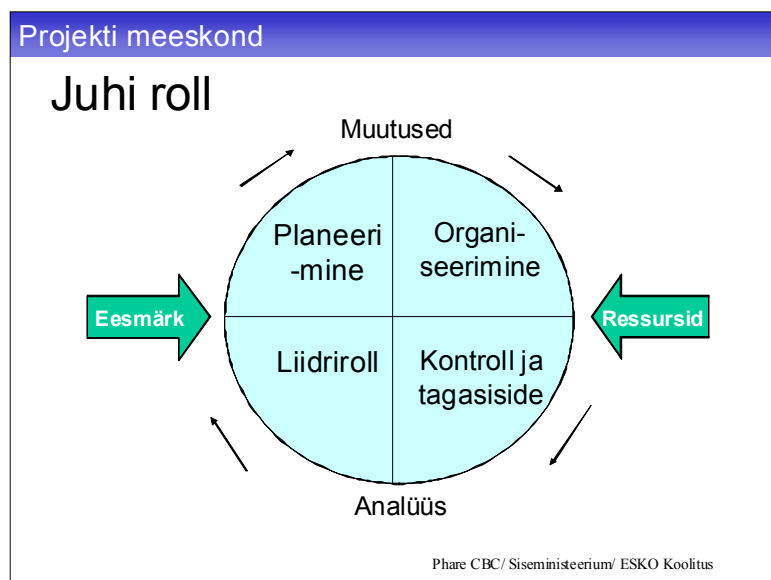 Projekti meeskond
Juhi roll
Muutused
Planeeri
-mine
Organi-
seerimine
Eesmärk
Ressursid
Liidriroll
Kontroll ja
tagasiside
Analüüs
Phare CBC/ Siseministeerium/ ESKO Koolitus